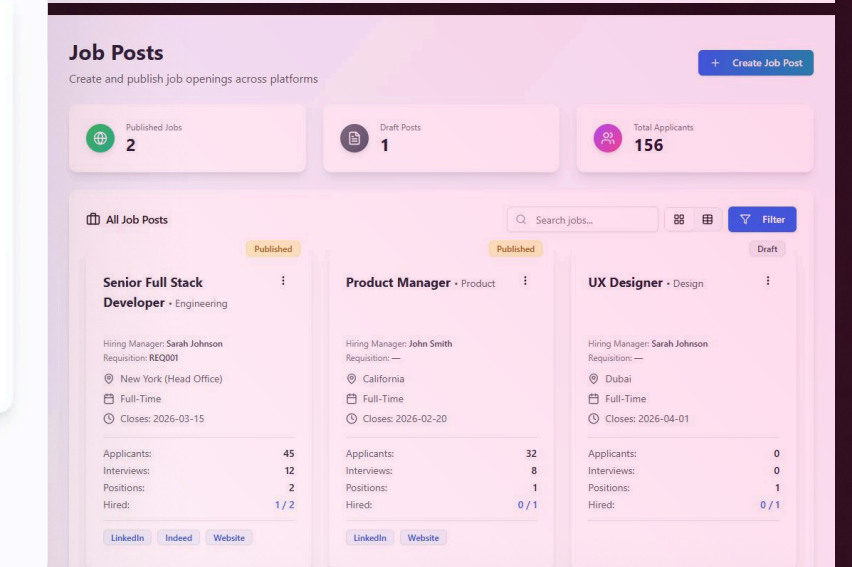 Job Posts
Create and publish job openings across platforms
Create Job Post
Published Jobs
2
Draft Posts
1
Total Applicants
156
All Job Posts
Search jobs...
Filter
Published
Senior Full Stack
Developer • Engineering
Hiring Manager: Sarah Johnson
Requisition: REQ001
New York (Head Office)
Full-Time
Closes: 2026-03-15
Applicants: 45
Interviews: 12
Positions: 2
Hired: 1 / 2
LinkedIn Indeed Website
Published
Product Manager • Product
Hiring Manager: John Smith
Requisition: —
California
Full-Time
Closes: 2026-02-20
Applicants: 32
Interviews: 8
Positions: 1
Hired: 0 / 1
LinkedIn Website
Draft
UX Designer • Design
Hiring Manager: Sarah Johnson
Requisition: —
Dubai
Full-Time
Closes: 2026-04-01
Applicants: 0
Interviews: 0
Positions: 1
Hired: 0 / 1